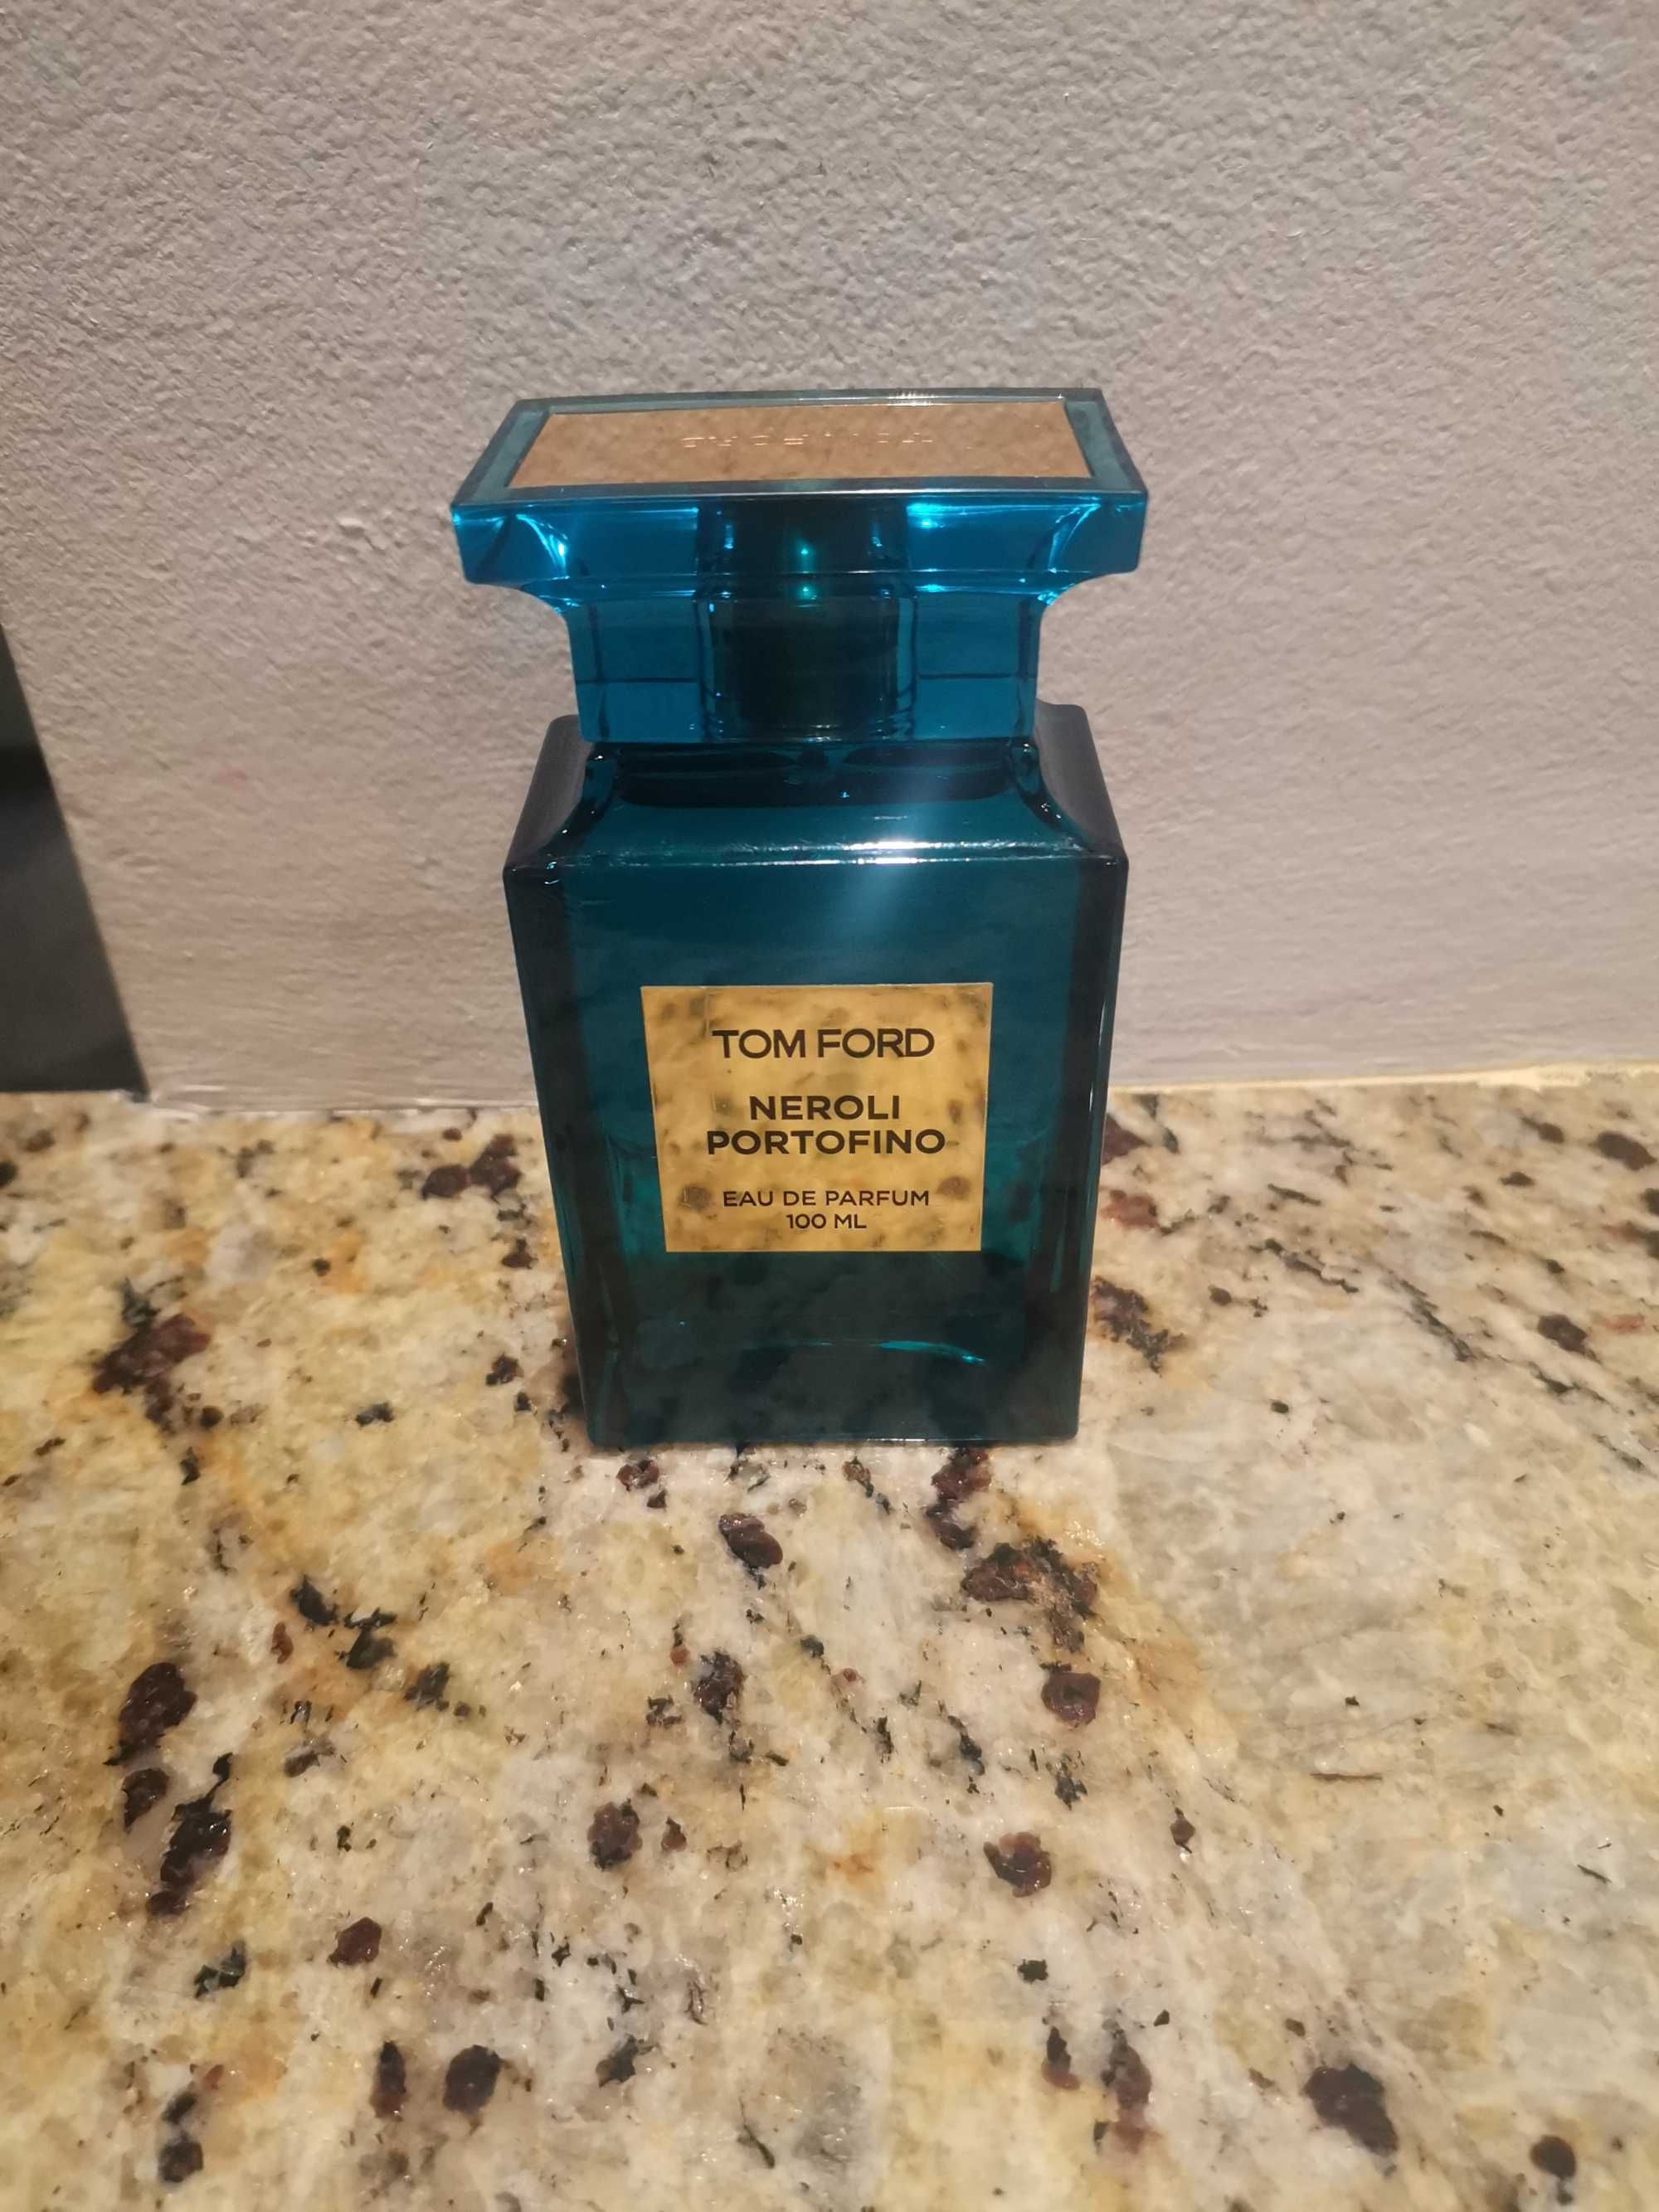 TOM FORD
NEROLI
PORTOFINO
EAU DE PARFUM
100 ML